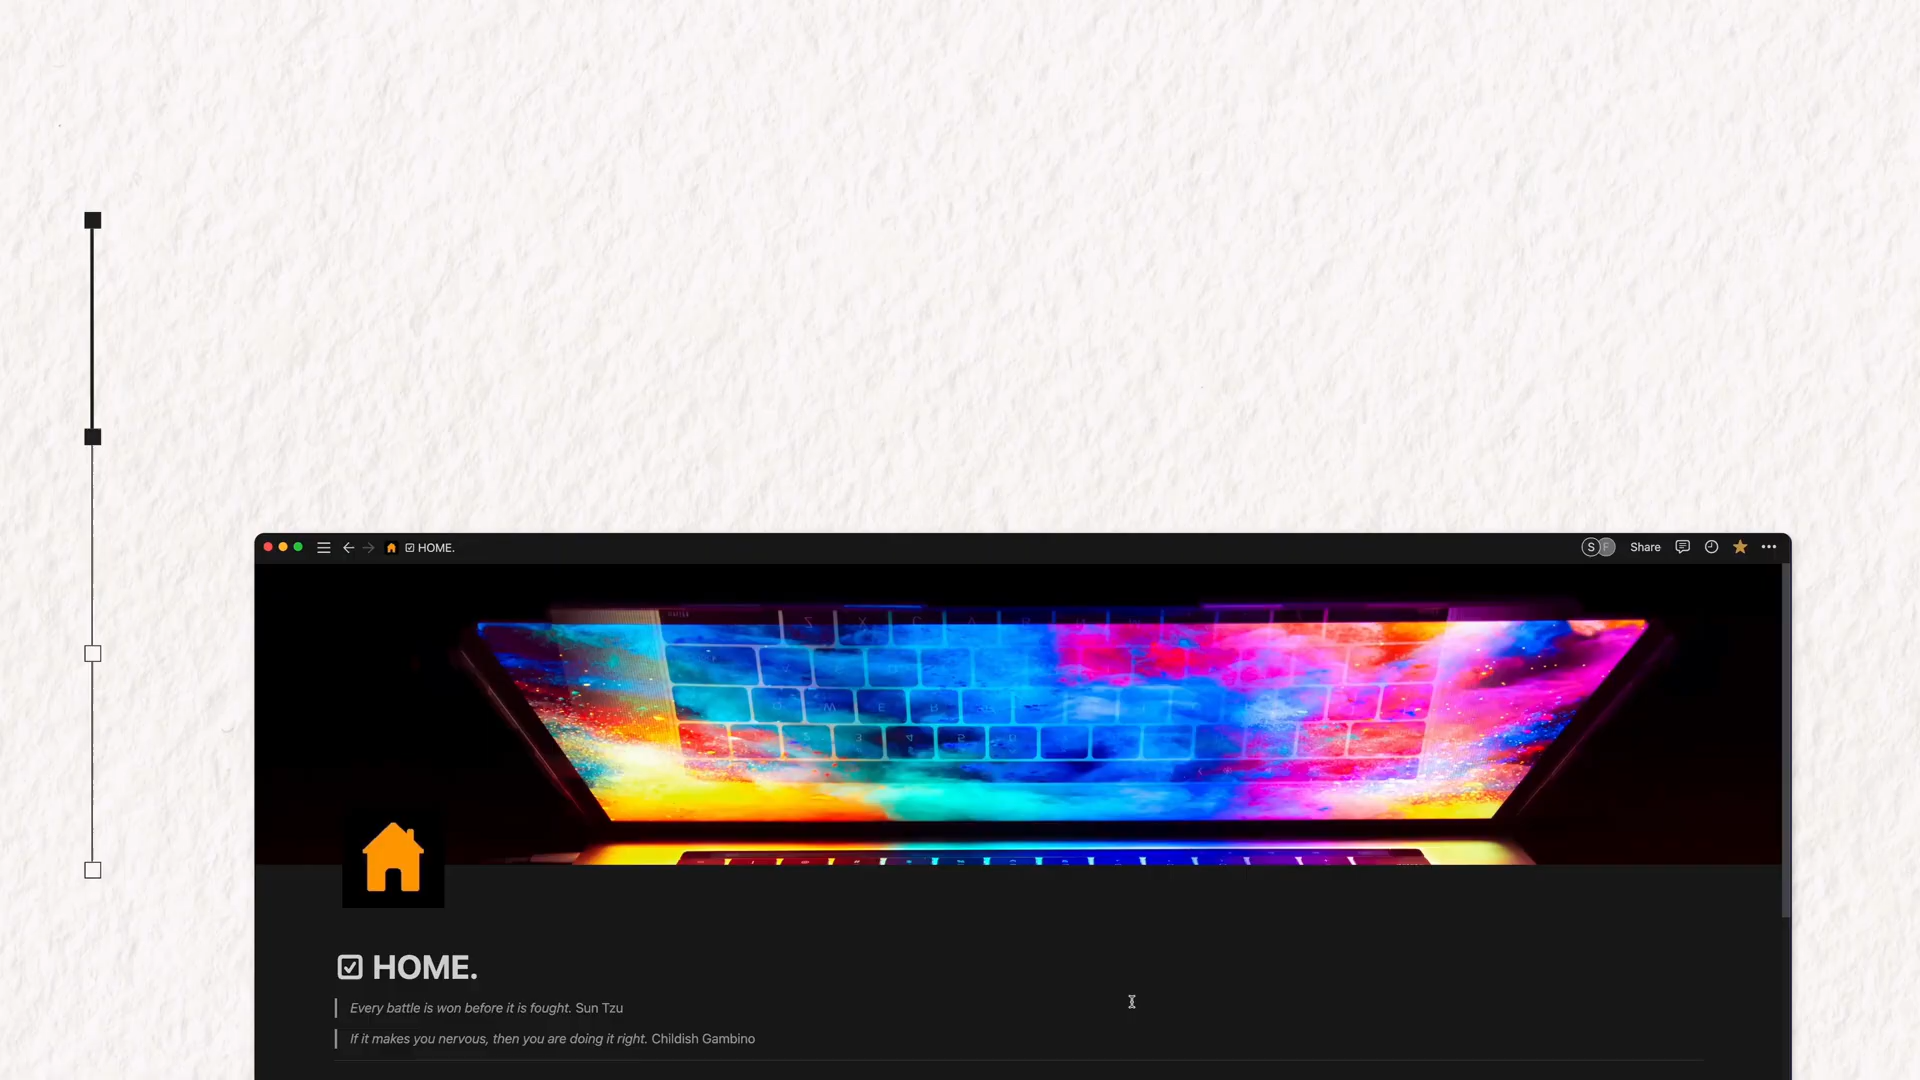 HOME.
S F Share
HOME.
Every battle is won before it is fought. Sun Tzu
If it makes you nervous, then you are doing it right. Childish Gambino